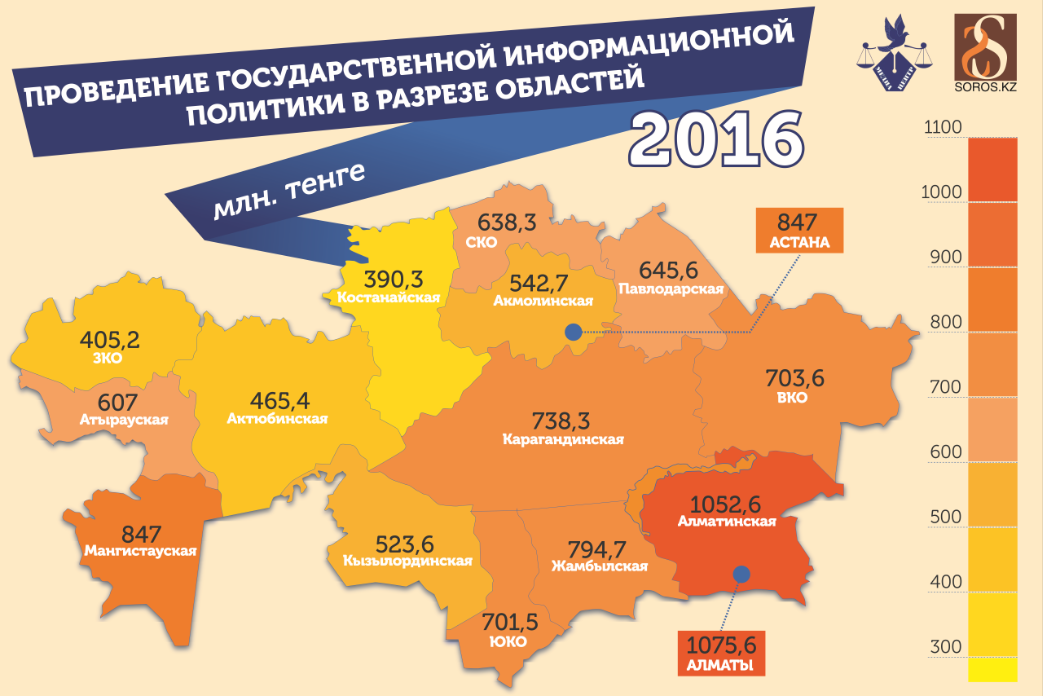 ПРОВЕДЕНИЕ ГОСУДАРСТВЕННОЙ ИНФОРМАЦИОННОЙ
ПОЛИТИКИ В РАЗРЕЗЕ ОБЛАСТЕЙ
млн. тенге
2016
МЕДИА ЦЕНТР
SOROS.KZ
847
АСТАНА
638,3
СКО
390,3
Костанайская
542,7
Акмолинская
645,6
Павлодарская
405,2
ЗКО
607
Атырауская
465,4
Актюбинская
738,3
Карагандинская
703,6
ВКО
847
Мангистауская
523,6
Кызылординская
794,7
Жамбылская
1052,6
Алматинская
701,5
ЮКО
1075,6
АЛМАТЫ
1100
1000
900
800
700
600
500
400
300